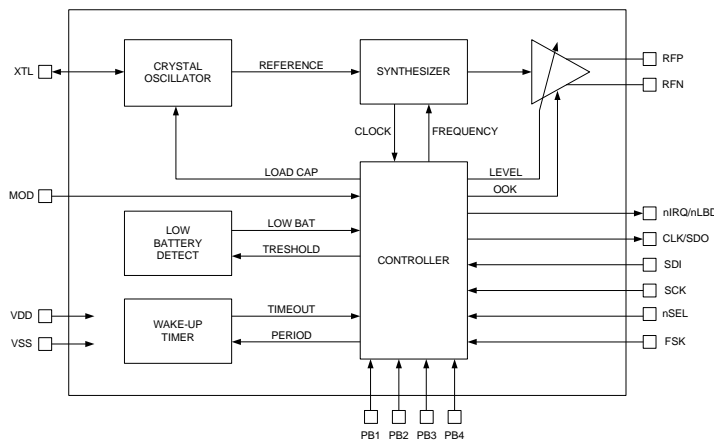 XTL
CRYSTAL
OSCILLATOR
REFERENCE
SYNTHESIZER
RFP
RFN
CLOCK
FREQUENCY
LOAD CAP
LEVEL
OOK
MOD
nIRQ/nLBD
LOW
BATTERY
DETECT
LOW BAT
TRESHOLD
CONTROLLER
CLK/SDO
SDI
SCK
VDD
VSS
WAKE-UP
TIMER
TIMEOUT
PERIOD
nSEL
FSK
PB1
PB2
PB3
PB4